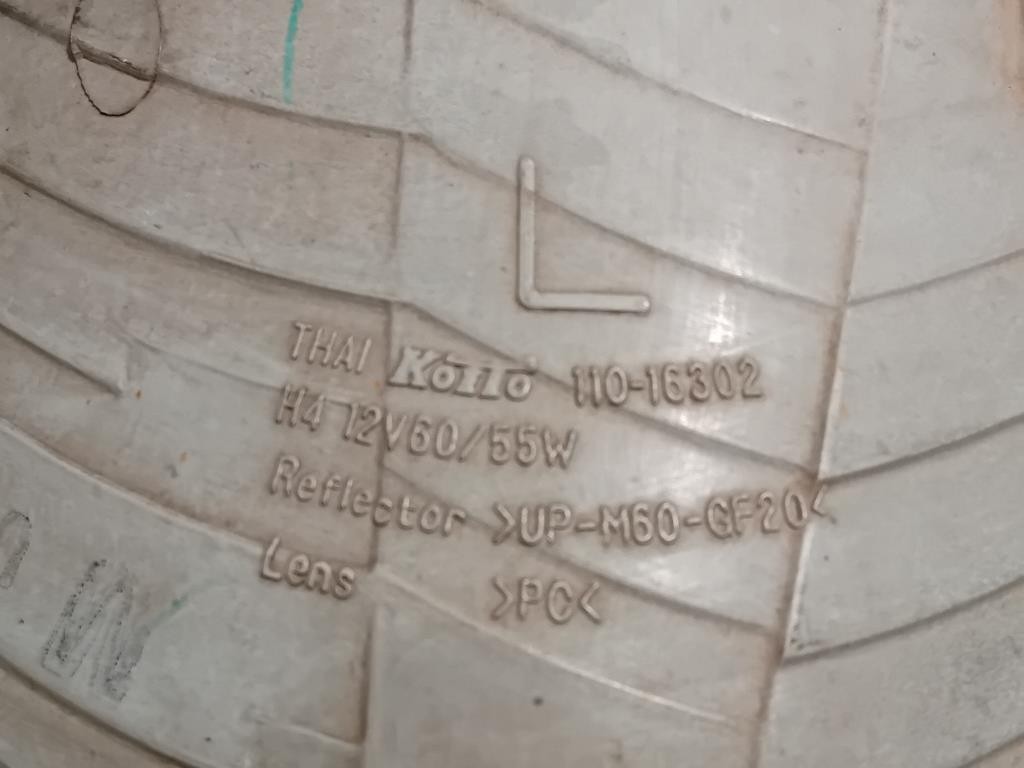 L
THAI KOITO 110-16302
H4 12V60/55W
Reflector >UP-M60-GF20<
Lens >PC<